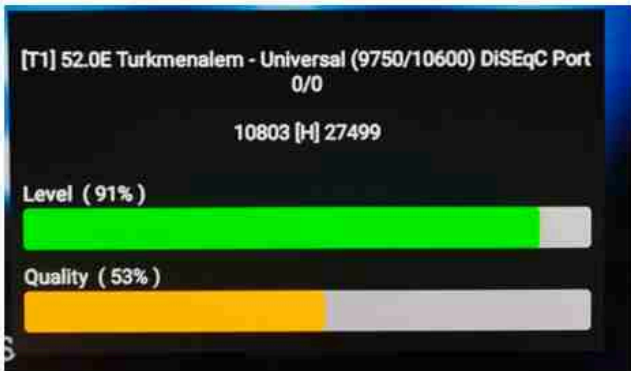 [T1] 52.0E Turkmenalem - Universal (9750/10600) DiSEqC Port
0/0
10803 [H] 27499
Level ( 91% )
Quality ( 53% )
S